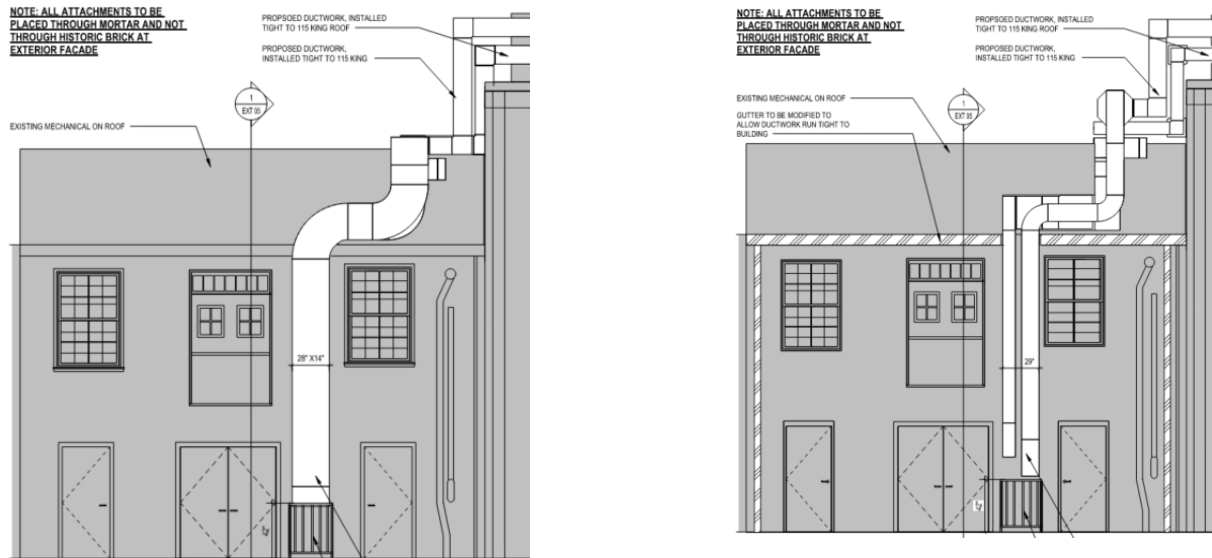 NOTE: ALL ATTACHMENTS TO BE
PLACED THROUGH MORTAR AND NOT
THROUGH HISTORIC BRICK AT
EXTERIOR FACADE
PROPSOED DUCTWORK, INSTALLED
TIGHT TO 115 KING ROOF
PROPOSED DUCTWORK,
INSTALLED TIGHT TO 115 KING
1
EXT 05
EXISTING MECHANICAL ON ROOF
28" X14"
42"
NOTE: ALL ATTACHMENTS TO BE
PLACED THROUGH MORTAR AND NOT
THROUGH HISTORIC BRICK AT
EXTERIOR FACADE
PROPSOED DUCTWORK, INSTALLED
TIGHT TO 115 KING ROOF
PROPOSED DUCTWORK,
INSTALLED TIGHT TO 115 KING
EXISTING MECHANICAL ON ROOF
1
EXT 05
GUTTER TO BE MODIFIED TO
ALLOW DUCTWORK RUN TIGHT TO
BUILDING
29"